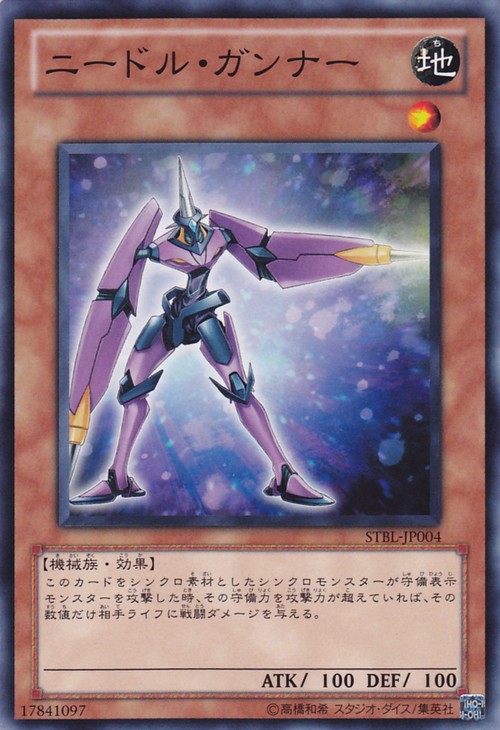 ニードル・ガンナー
地
STBL-JP004
【機械族・効果】
このカードをシンクロ素材としたシンクロモンスターが守備表示
モンスターを攻撃した時、その守備力を攻撃力が超えていれば、その
数値だけ相手ライフに戦闘ダメージを与える。
ATK/ 100 DEF/ 100
17841097
©高橋和希 スタジオ・ダイス/集英社